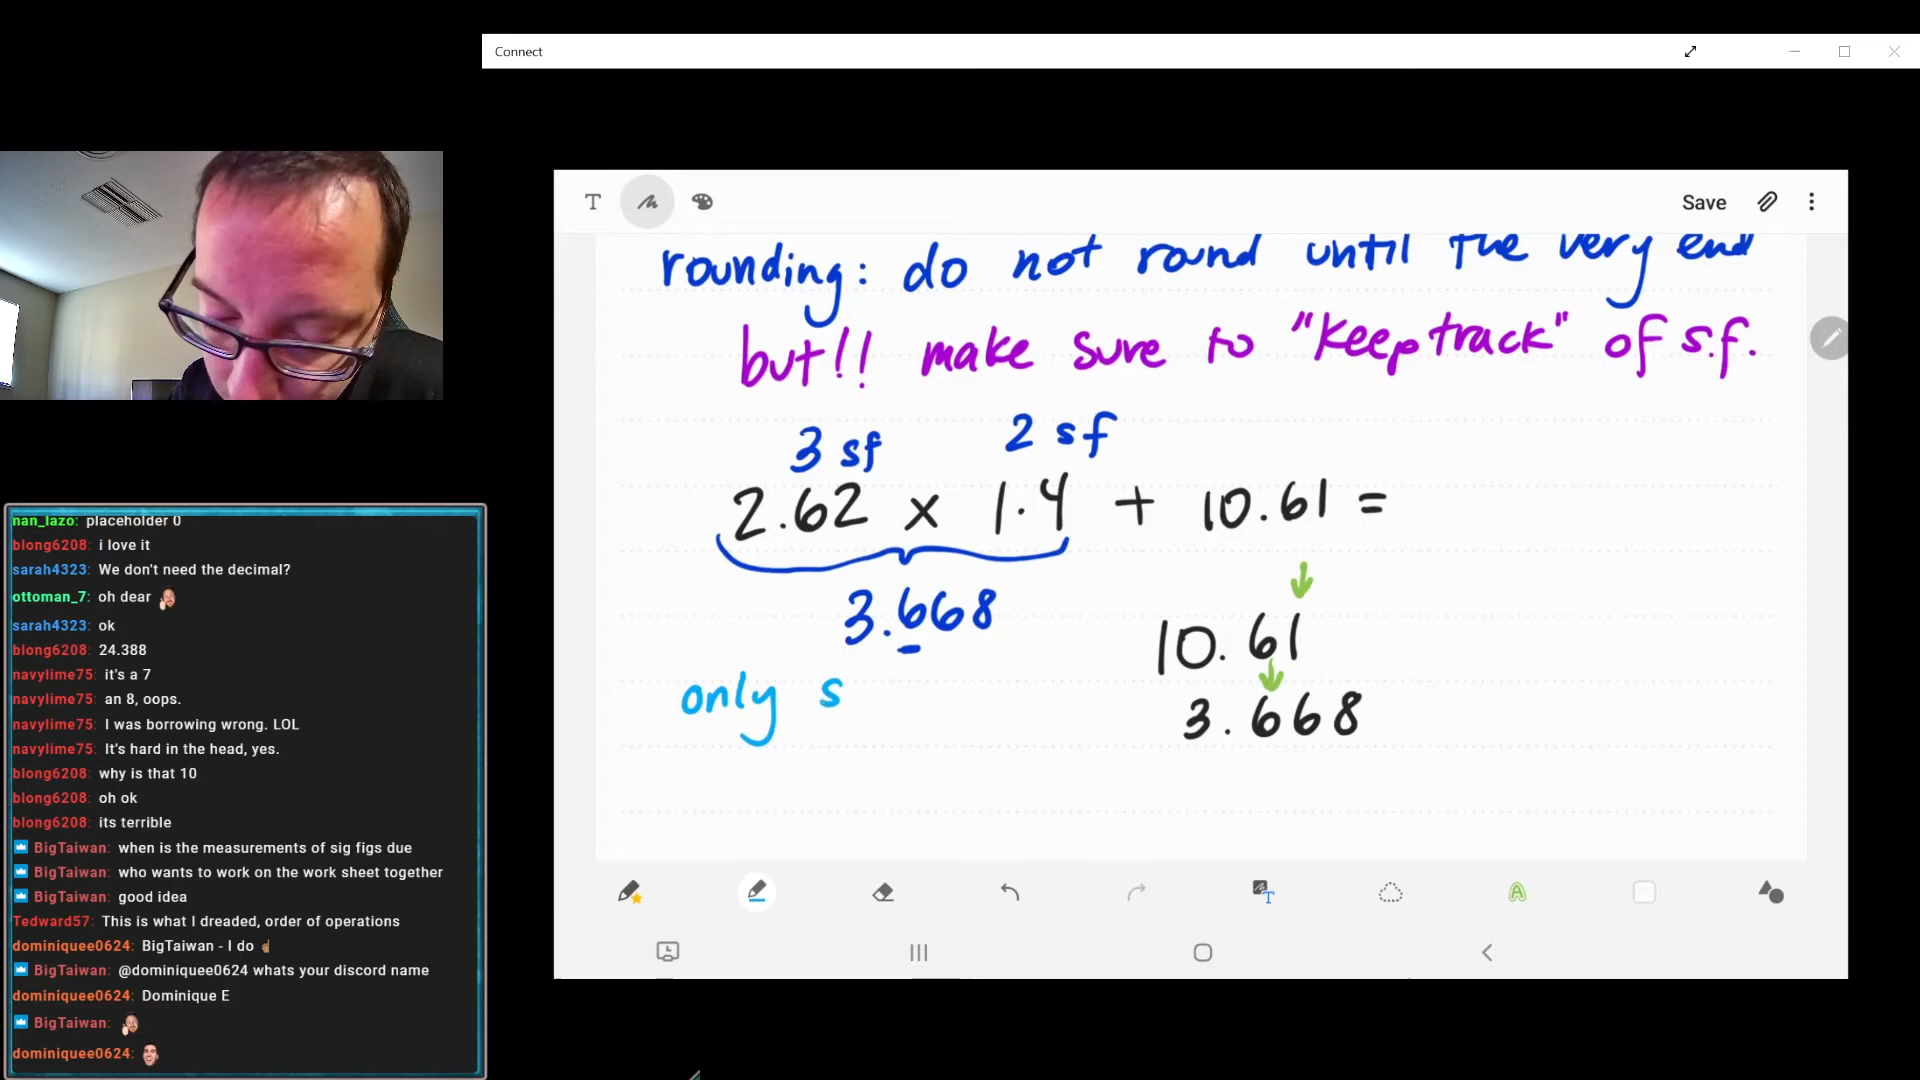 Connect
Save
rounding: do not round until the very end
but!! make sure to "keep track" of s.f.
3 sf 2 sf
2.62 x 1.4 + 10.61 =
3.668
10.61
only s
3.668
nan_lazo: placeholder 0
blong6208: i love it
sarah4323: We don't need the decimal?
ottoman_7: oh dear
sarah4323: ok
blong6208: 24.388
navylime75: it's a 7
navylime75: an 8, oops.
navylime75: I was borrowing wrong. LOL
navylime75: It's hard in the head, yes.
blong6208: why is that 10
blong6208: oh ok
blong6208: its terrible
BigTaiwan: when is the measurements of sig figs due
BigTaiwan: who wants to work on the work sheet together
BigTaiwan: good idea
Tedward57: This is what I dreaded, order of operations
dominiquee0624: BigTaiwan - I do
BigTaiwan: @dominiquee0624 whats your discord name
dominiquee0624: Dominique E
BigTaiwan:
dominiquee0624: